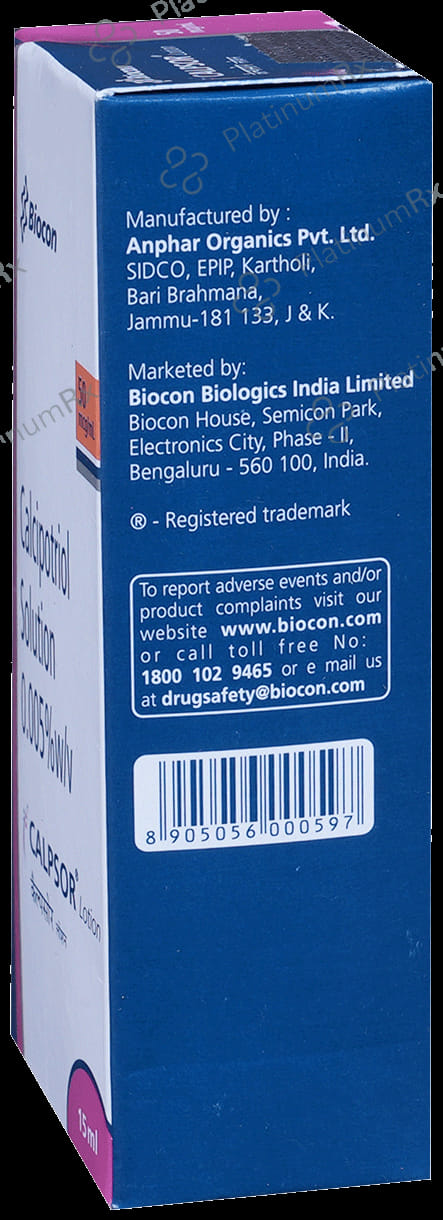 Biocon
50
mcg/ml
Calcipotriol
Solution
0.005%w/v
CALPSOR® Lotion
15ml
Manufactured by :
Anphar Organics Pvt. Ltd.
SIDCO, EPIP, Kartholi,
Bari Brahmana,
Jammu-181 133, J & K.
Marketed by:
Biocon Biologics India Limited
Biocon House, Semicon Park,
Electronics City, Phase - II,
Bengaluru - 560 100, India.
® - Registered trademark
To report adverse events and/or
product complaints visit our
website www.biocon.com
or call toll free No:
1800 102 9465 or e mail us
at drugsafety@biocon.com
8 905056 000597
PlatinumRx
PlatinumRx
PlatinumRx